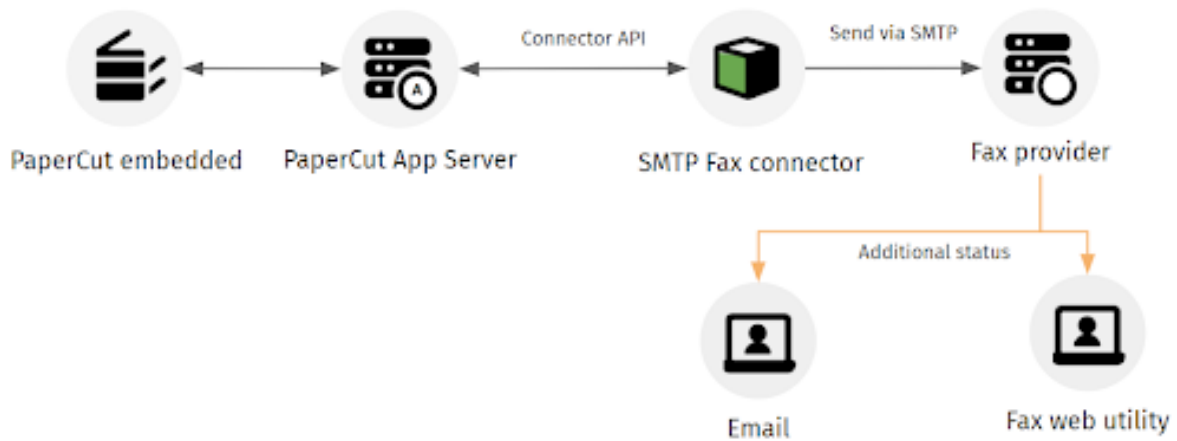 Connector API
Send via SMTP
A
PaperCut embedded
PaperCut App Server
SMTP Fax connector
Fax provider
Additional status
Email
Fax web utility